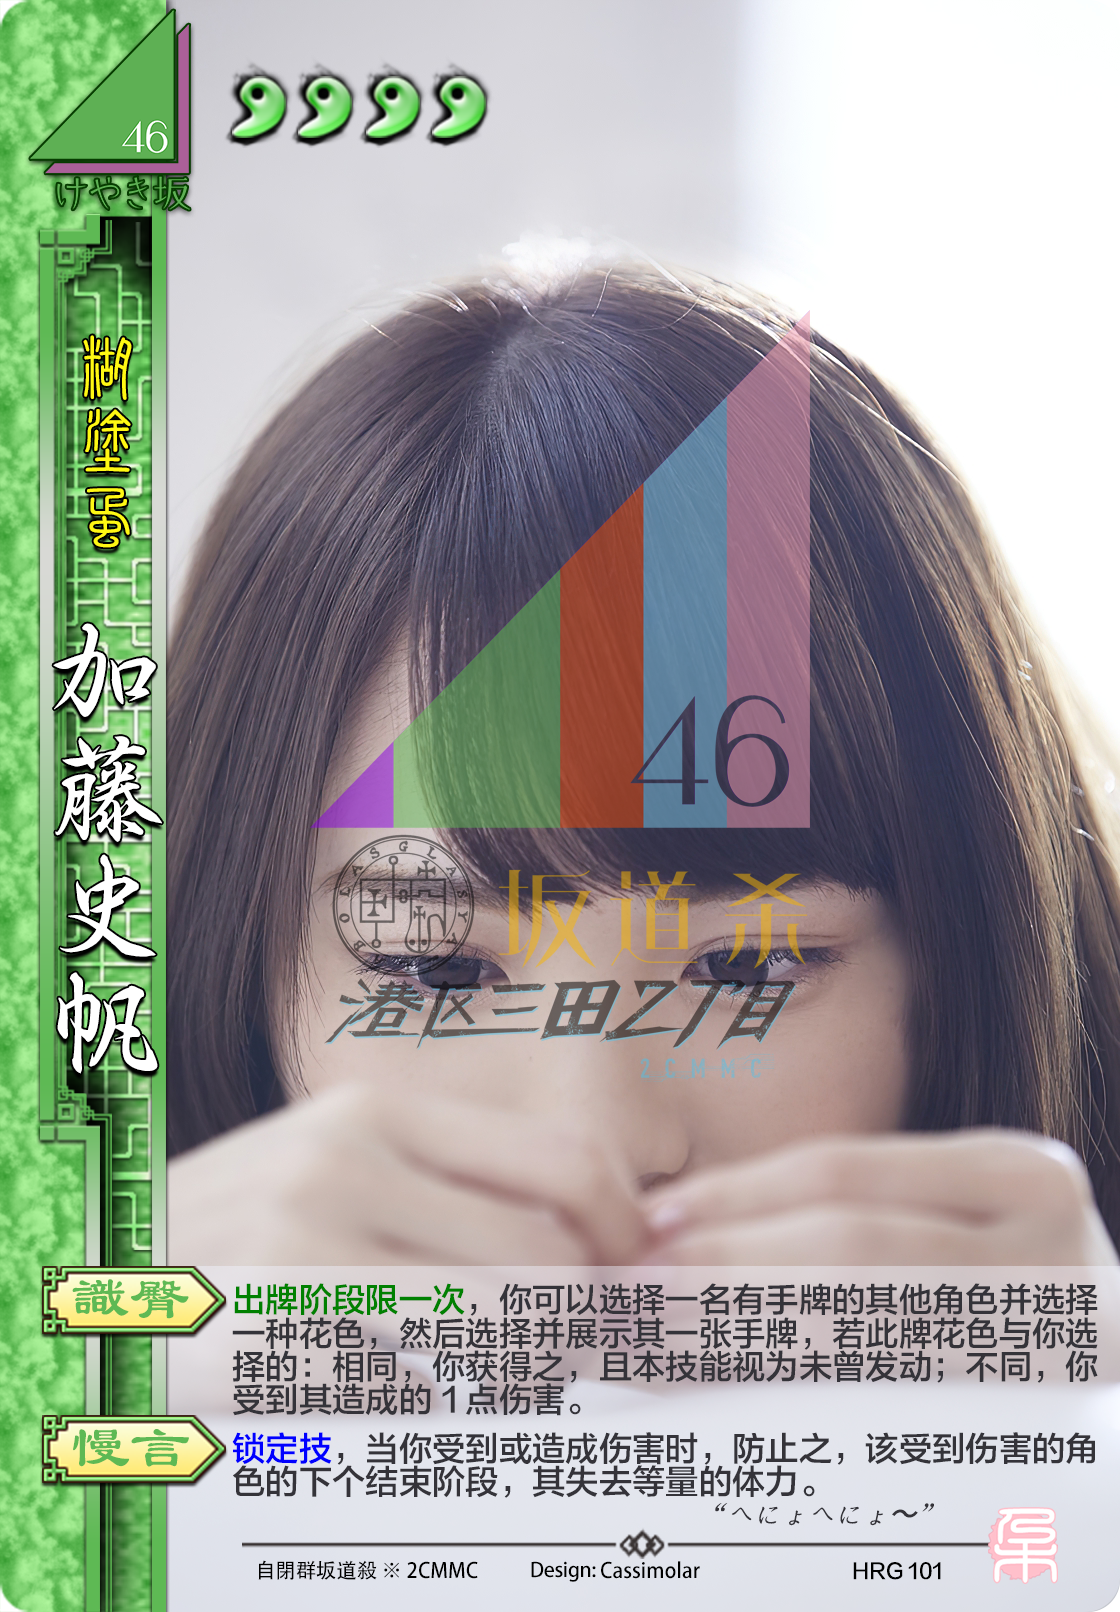 46
けやき坂
糊塗蛋
加藤史帆
46
BOLAS GLASYA
坂道杀
港区三田乙丁目
2CMMC
識臀
出牌阶段限一次，你可以选择一名有手牌的其他角色并选择
一种花色，然后选择并展示其一张手牌，若此牌花色与你选
择的：相同，你获得之，且本技能视为未曾发动；不同，你
受到其造成的1点伤害。
慢言
锁定技，当你受到或造成伤害时，防止之，该受到伤害的角
色的下个结束阶段，其失去等量的体力。
“へにょへにょ～”
自閉群坂道殺 ※ 2CMMC Design: Cassimolar HRG 101